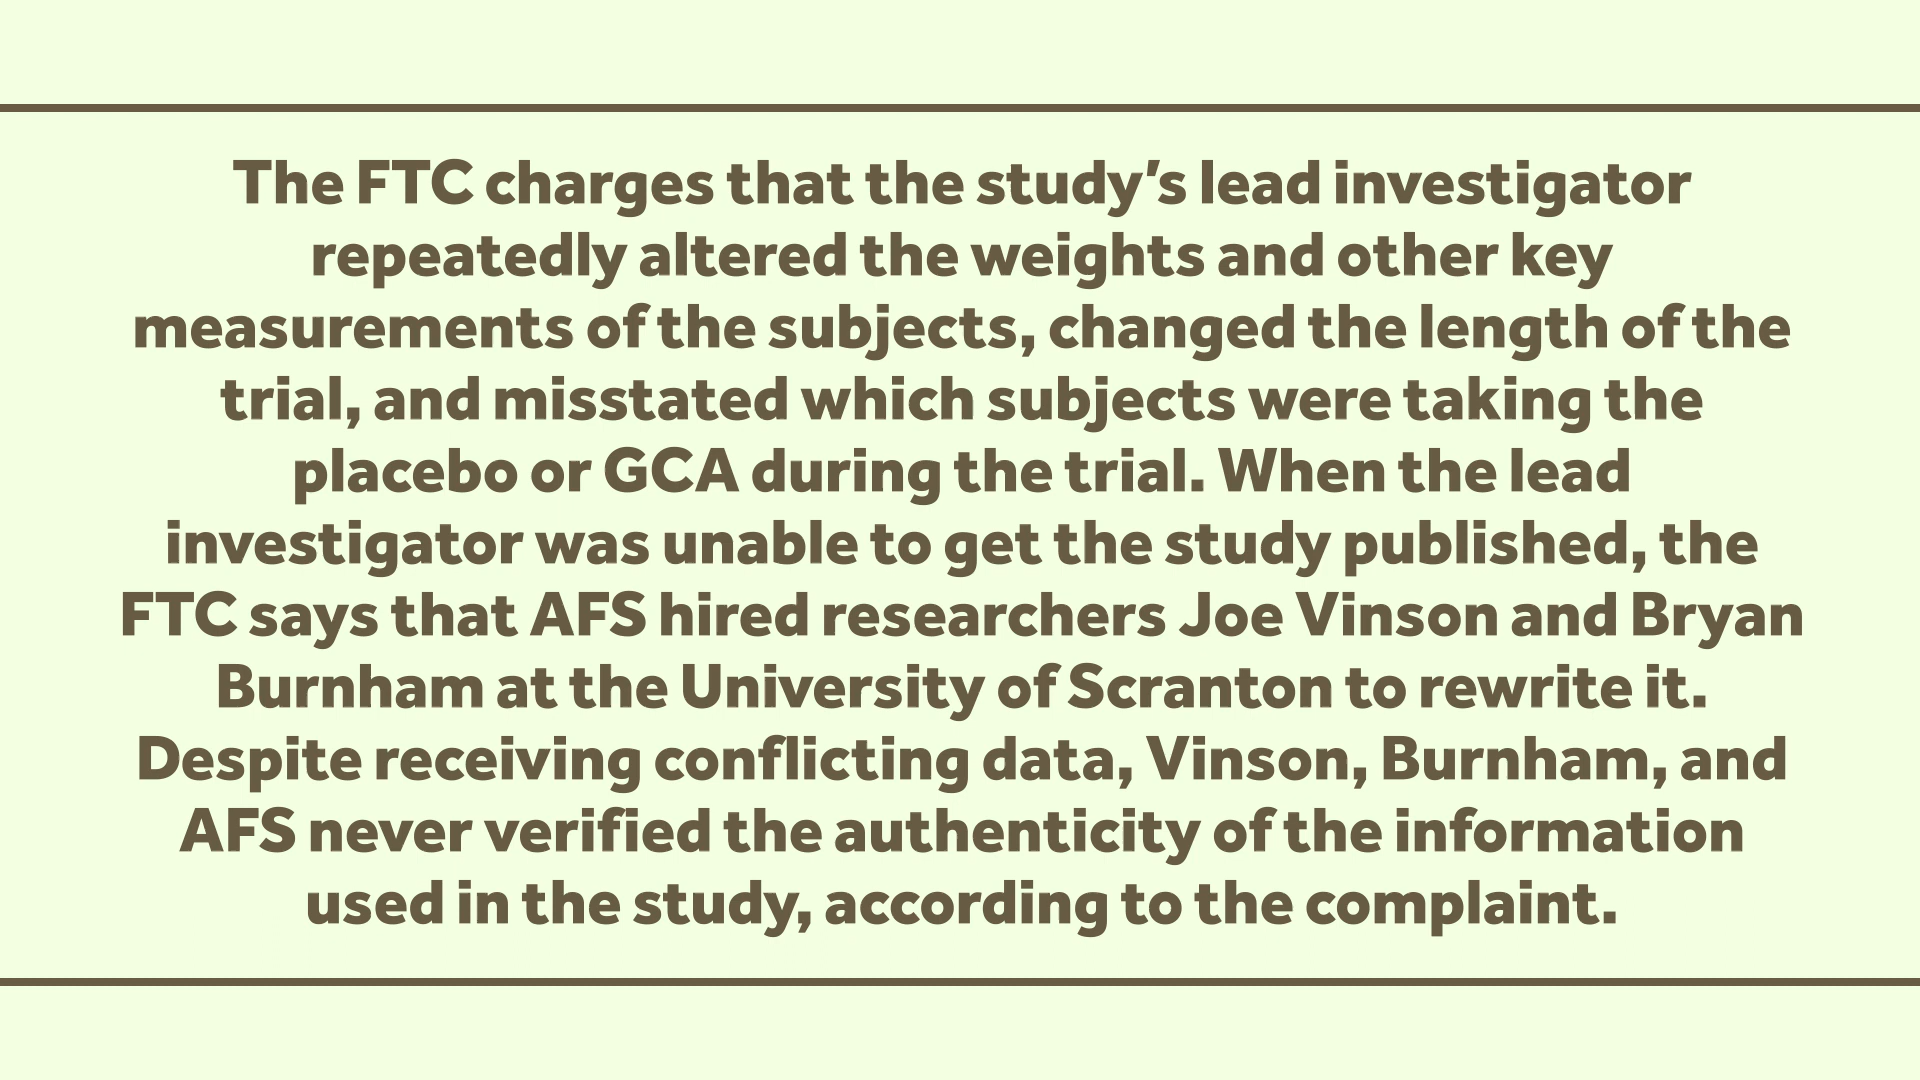 The FTC charges that the study’s lead investigator
repeatedly altered the weights and other key
measurements of the subjects, changed the length of the
trial, and misstated which subjects were taking the
placebo or GCA during the trial. When the lead
investigator was unable to get the study published, the
FTC says that AFS hired researchers Joe Vinson and Bryan
Burnham at the University of Scranton to rewrite it.
Despite receiving conflicting data, Vinson, Burnham, and
AFS never verified the authenticity of the information
used in the study, according to the complaint.